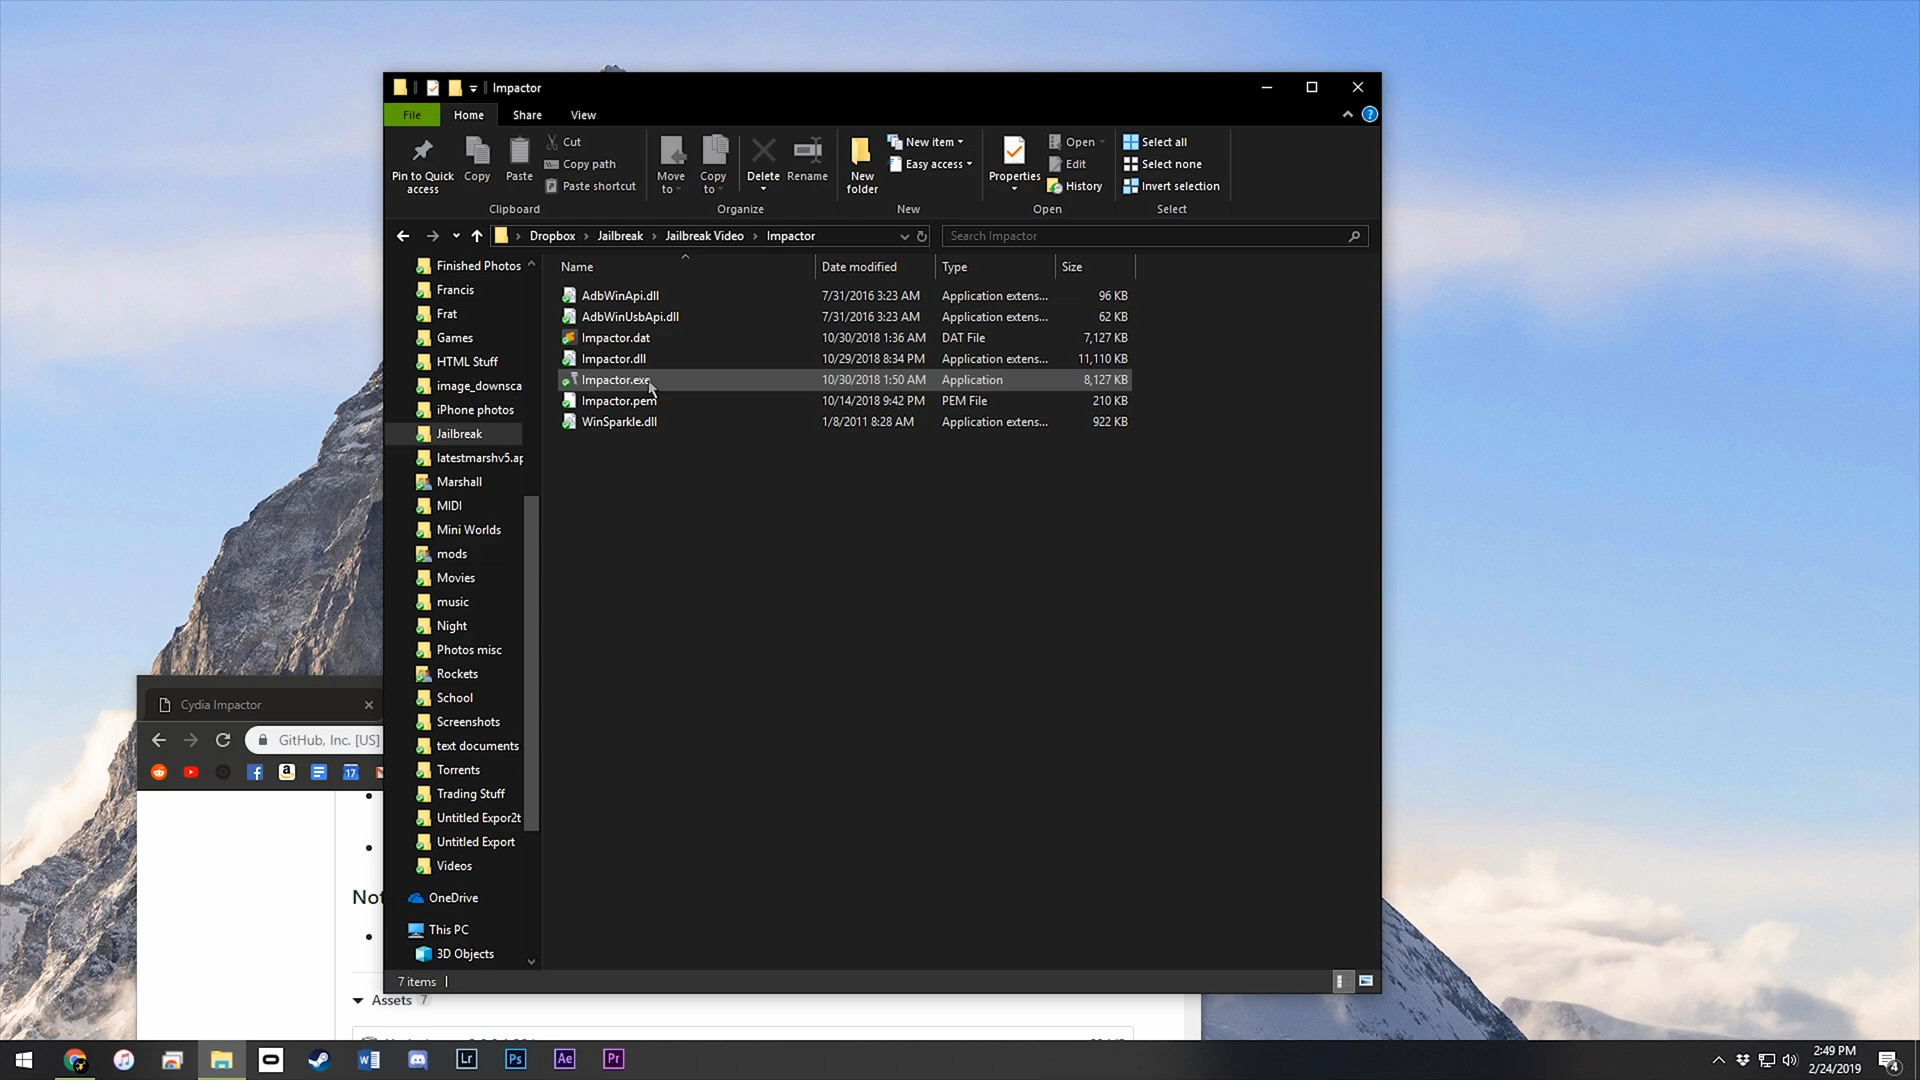 Impactor
File Home Share View
Pin to Quick access
Copy
Paste
Cut
Copy path
Paste shortcut
Clipboard
Move to
Copy to
Delete
Rename
Organize
New folder
New item
Easy access
New
Properties
Open
Edit
History
Open
Select all
Select none
Invert selection
Select
Dropbox > Jailbreak > Jailbreak Video > Impactor
Search Impactor
Name Date modified Type Size
AdbWinApi.dll 7/31/2016 3:23 AM Application extens... 96 KB
AdbWinUsbApi.dll 7/31/2016 3:23 AM Application extens... 62 KB
Impactor.dat 10/30/2018 1:36 AM DAT File 7,127 KB
Impactor.dll 10/29/2018 8:34 PM Application extens... 11,110 KB
Impactor.exe 10/30/2018 1:50 AM Application 8,127 KB
Impactor.pem 10/14/2018 9:42 PM PEM File 210 KB
WinSparkle.dll 1/8/2011 8:28 AM Application extens... 922 KB
Finished Photos
Francis
Frat
Games
HTML Stuff
image_downsca
iPhone photos
Jailbreak
latestmarshv5.ap
Marshall
MIDI
Mini Worlds
mods
Movies
music
Night
Photos misc
Rockets
School
Screenshots
text documents
Torrents
Trading Stuff
Untitled Expor2t
Untitled Export
Videos
OneDrive
This PC
3D Objects
7 items
Cydia Impactor
GitHub, Inc. [US]
17
Not
Assets 7
Lr Ps Ae Pr
2:49 PM
2/24/2019
4